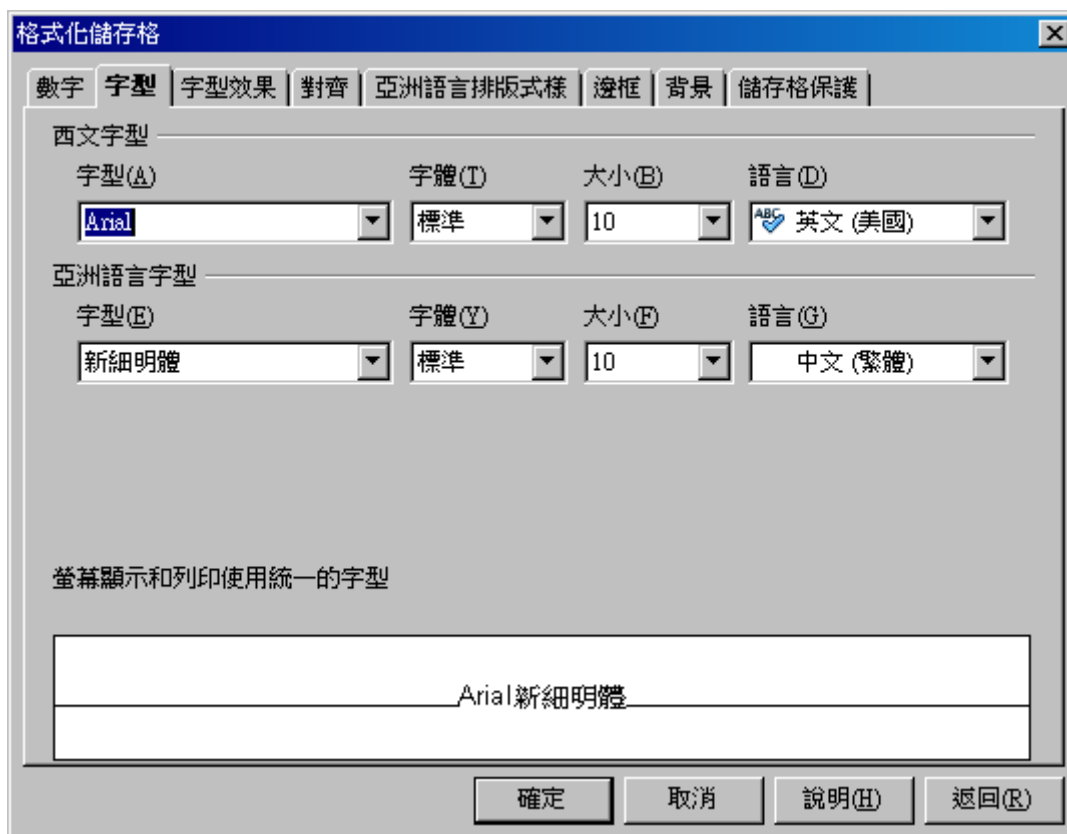 格式化儲存格
數字 字型 字型效果 對齊 亞洲語言排版式樣 邊框 背景 儲存格保護
西文字型
字型(A) 字體(T) 大小(B) 語言(D)
Arial 標準 10 ABC 英文 (美國)
亞洲語言字型
字型(E) 字體(Y) 大小(F) 語言(G)
新細明體 標準 10 中文 (繁體)
螢幕顯示和列印使用統一的字型
Arial新細明體
確定 取消 說明(H) 返回(R)